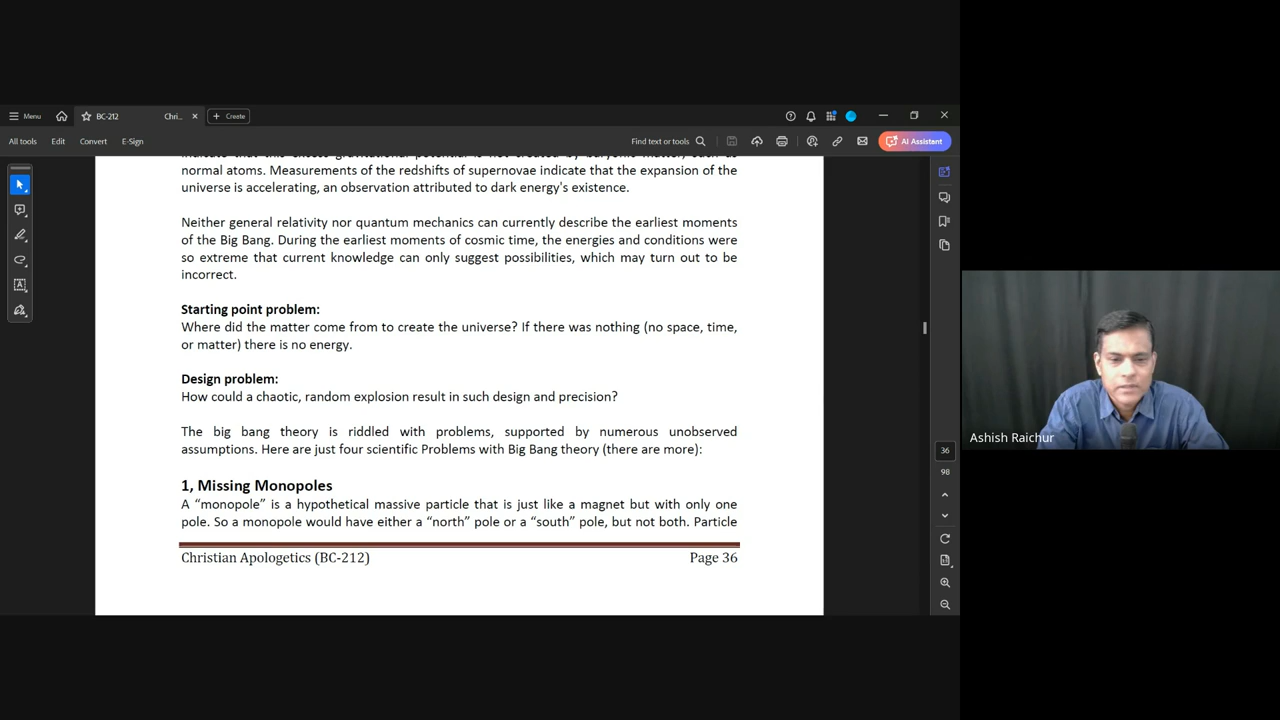 Menu
BC-212
Chri...
Create
All tools
Edit
Convert
E-Sign
Find text or tools
AI Assistant
normal atoms. Measurements of the redshifts of supernovae indicate that the expansion of the
universe is accelerating, an observation attributed to dark energy's existence.
Neither general relativity nor quantum mechanics can currently describe the earliest moments
of the Big Bang. During the earliest moments of cosmic time, the energies and conditions were
so extreme that current knowledge can only suggest possibilities, which may turn out to be
incorrect.
Starting point problem:
Where did the matter come from to create the universe? If there was nothing (no space, time,
or matter) there is no energy.
Design problem:
How could a chaotic, random explosion result in such design and precision?
The big bang theory is riddled with problems, supported by numerous unobserved
assumptions. Here are just four scientific Problems with Big Bang theory (there are more):
1, Missing Monopoles
A “monopole” is a hypothetical massive particle that is just like a magnet but with only one
pole. So a monopole would have either a “north” pole or a “south” pole, but not both. Particle
Christian Apologetics (BC-212)
Page 36
36
98
Ashish Raichur